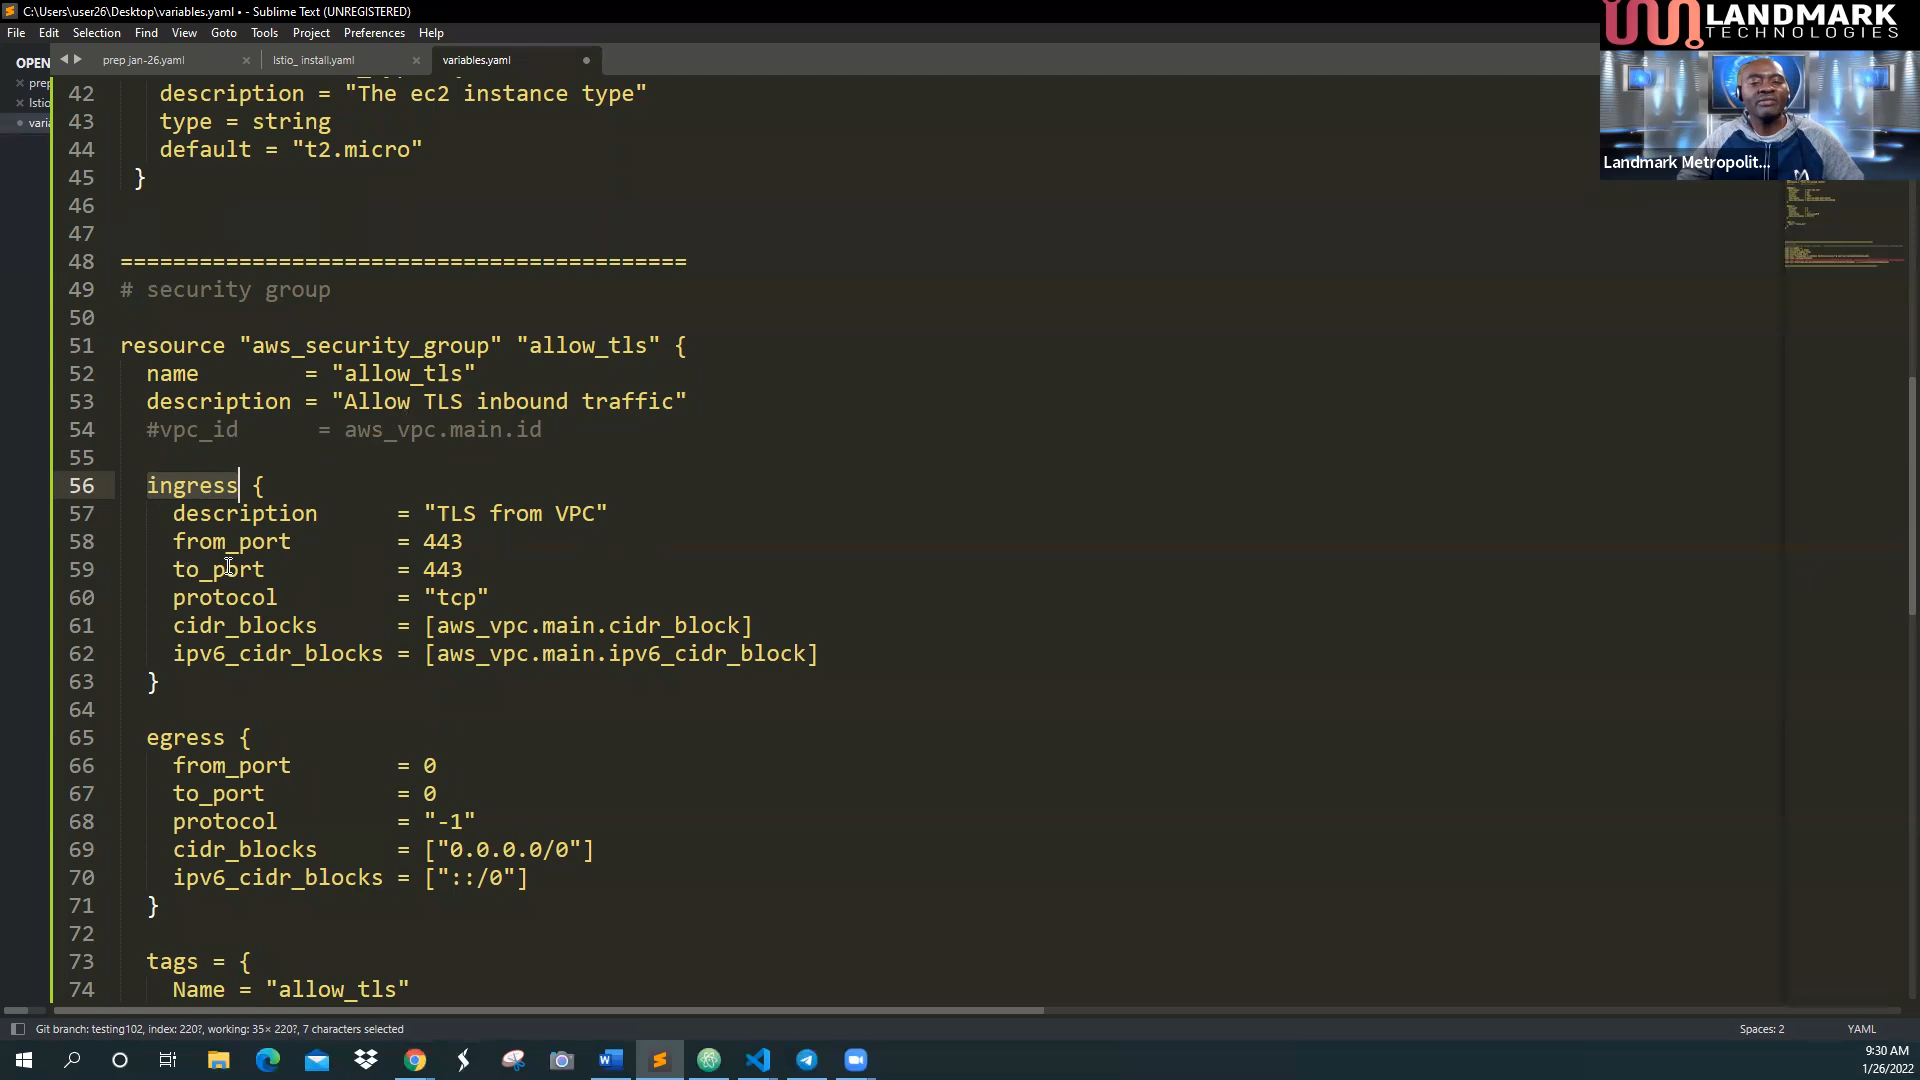 C:\Users\user26\Desktop\variables.yaml • - Sublime Text (UNREGISTERED)
LANDMARK
TECHNOLOGIES
File Edit Selection Find View Goto Tools Project Preferences Help
OPEN
prep jan-26.yaml
Istio_ install.yaml
variables.yaml
prep
Istio
varia
42 description = "The ec2 instance type"
43 type = string
44 default = "t2.micro"
45 }
46
47
48 ===========================================
49 # security group
50
51 resource "aws_security_group" "allow_tls" {
52 name = "allow_tls"
53 description = "Allow TLS inbound traffic"
54 #vpc_id = aws_vpc.main.id
55
56 ingress {
57 description = "TLS from VPC"
58 from_port = 443
59 to_port = 443
60 protocol = "tcp"
61 cidr_blocks = [aws_vpc.main.cidr_block]
62 ipv6_cidr_blocks = [aws_vpc.main.ipv6_cidr_block]
63 }
64
65 egress {
66 from_port = 0
67 to_port = 0
68 protocol = "-1"
69 cidr_blocks = ["0.0.0.0/0"]
70 ipv6_cidr_blocks = ["::/0"]
71 }
72
73 tags = {
74 Name = "allow_tls"
Landmark Metropolit...
Git branch: testing102, index: 220?, working: 35× 220?, 7 characters selected
Spaces: 2
YAML
9:30 AM
1/26/2022